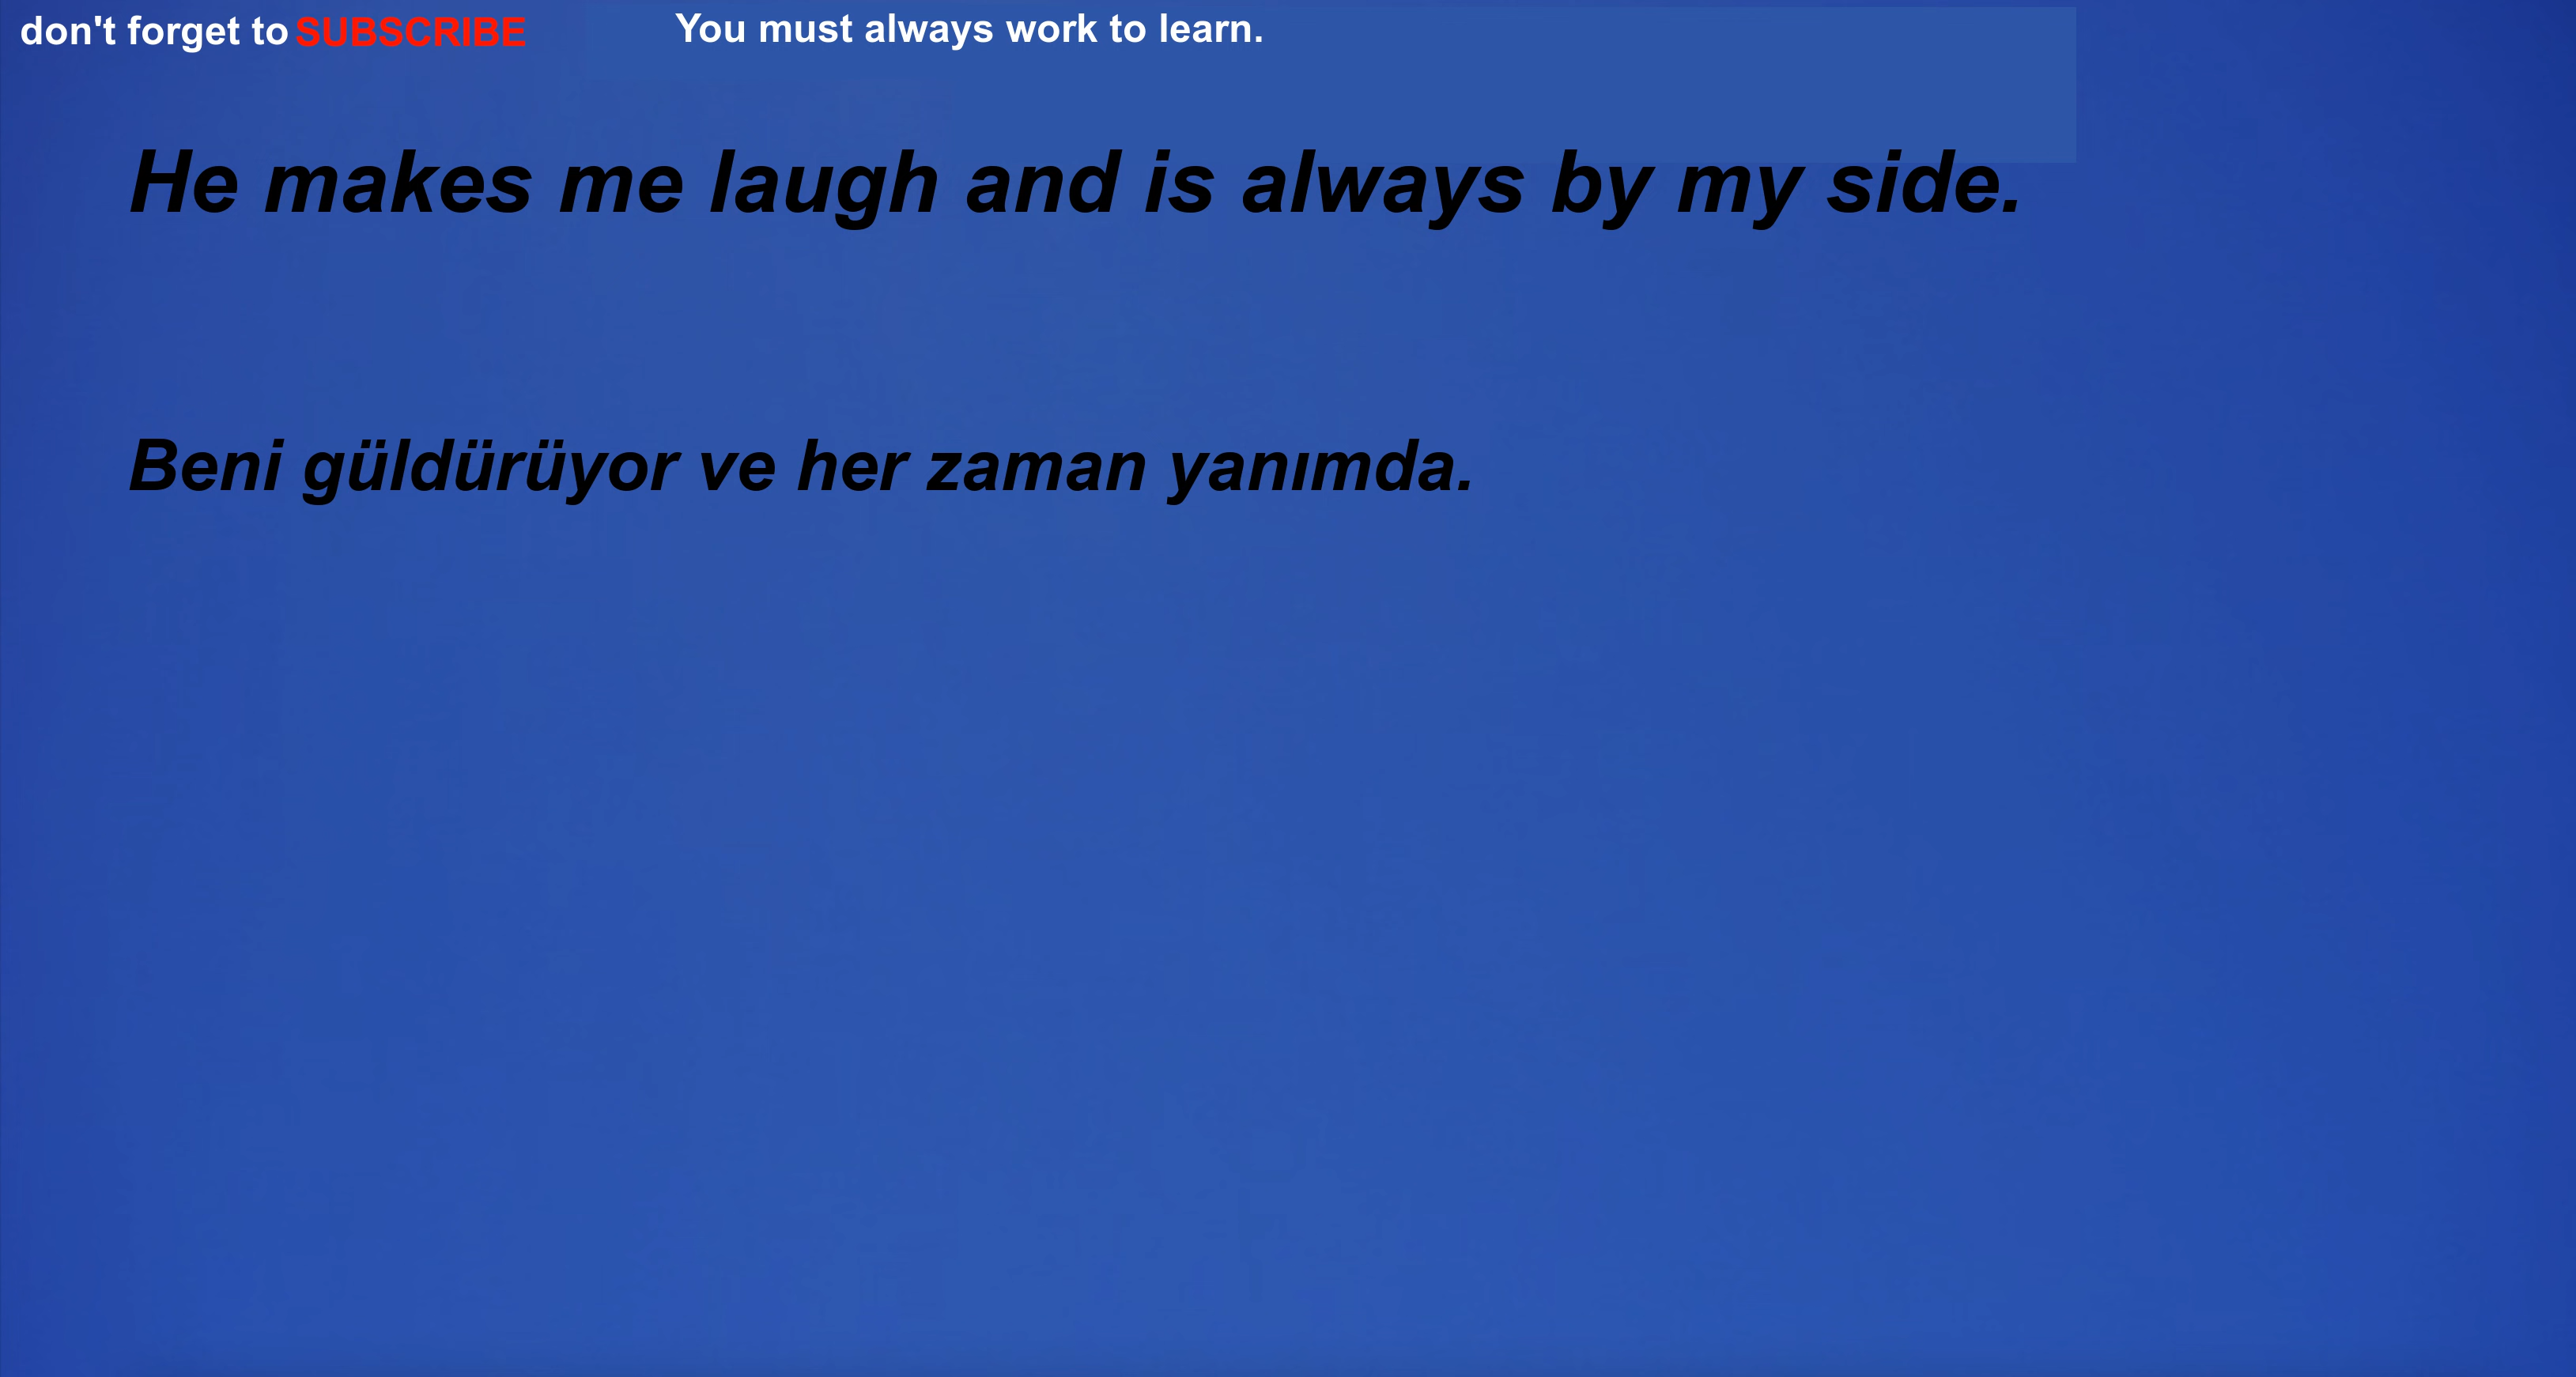 don't forget to SUBSCRIBE
You must always work to learn.
He makes me laugh and is always by my side.
Beni güldürüyor ve her zaman yanımda.